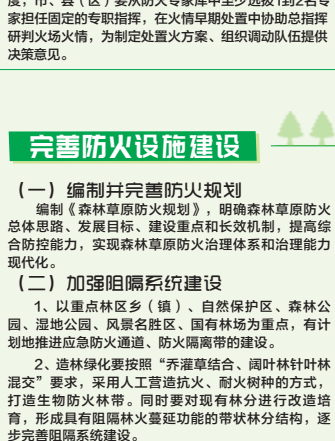 度，市、县（区）要从防火专家库中至少选拔1到2名专
家担任固定的专职指挥，在火情早期处置中协助总指挥
研判火场火情，为制定处置火方案、组织调动队伍提供
决策意见。
完善防火设施建设
（一）编制并完善防火规划
编制《森林草原防火规划》，明确森林草原防火
总体思路、发展目标、建设重点和长效机制，提高综
合防控能力，实现森林草原防火治理体系和治理能力
现代化。
（二）加强阻隔系统建设
1、以重点林区乡（镇）、自然保护区、森林公
园、湿地公园、风景名胜区、国有林场为重点，有计
划地推进应急防火通道、防火隔离带的建设。
2、造林绿化要按照“乔灌草结合、阔叶林针叶林
混交”要求，采用人工营造抗火、耐火树种的方式，
打造生物防火林带。同时要对现有林分进行改造培
育，形成具有阻隔林火蔓延功能的带状林分结构，逐
步完善阻隔系统建设。